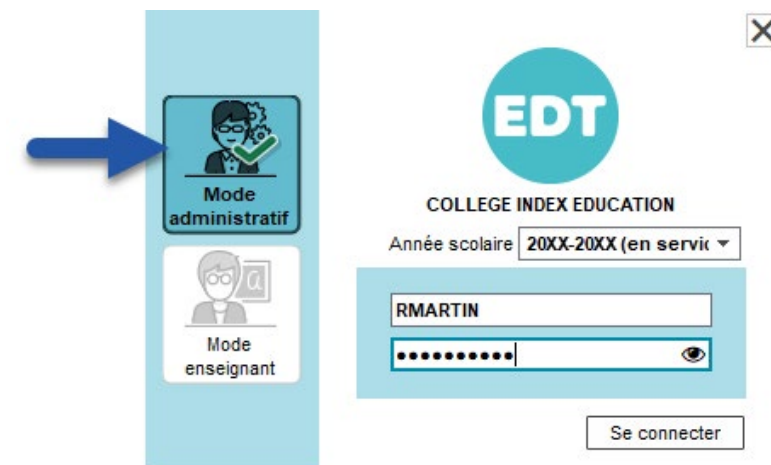 Mode
administratif
Mode
enseignant
EDT
COLLEGE INDEX EDUCATION
Année scolaire 20XX-20XX (en servic
RMARTIN
••••••••••
Se connecter